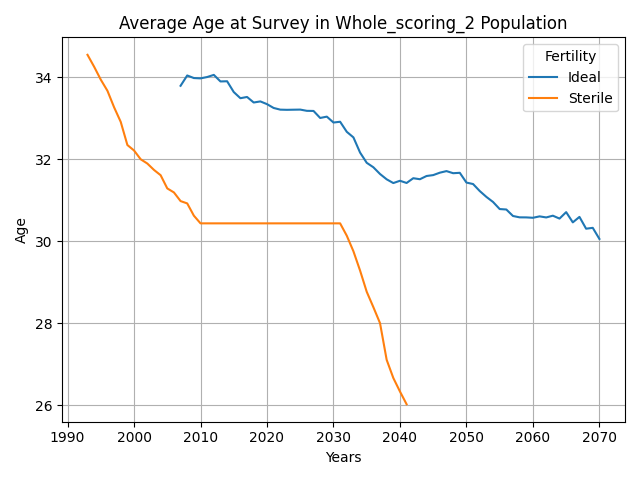 Average Age at Survey in Whole_scoring_2 Population
Fertility
Ideal
Sterile
Age
34
32
30
28
26
1990 2000 2010 2020 2030 2040 2050 2060 2070
Years